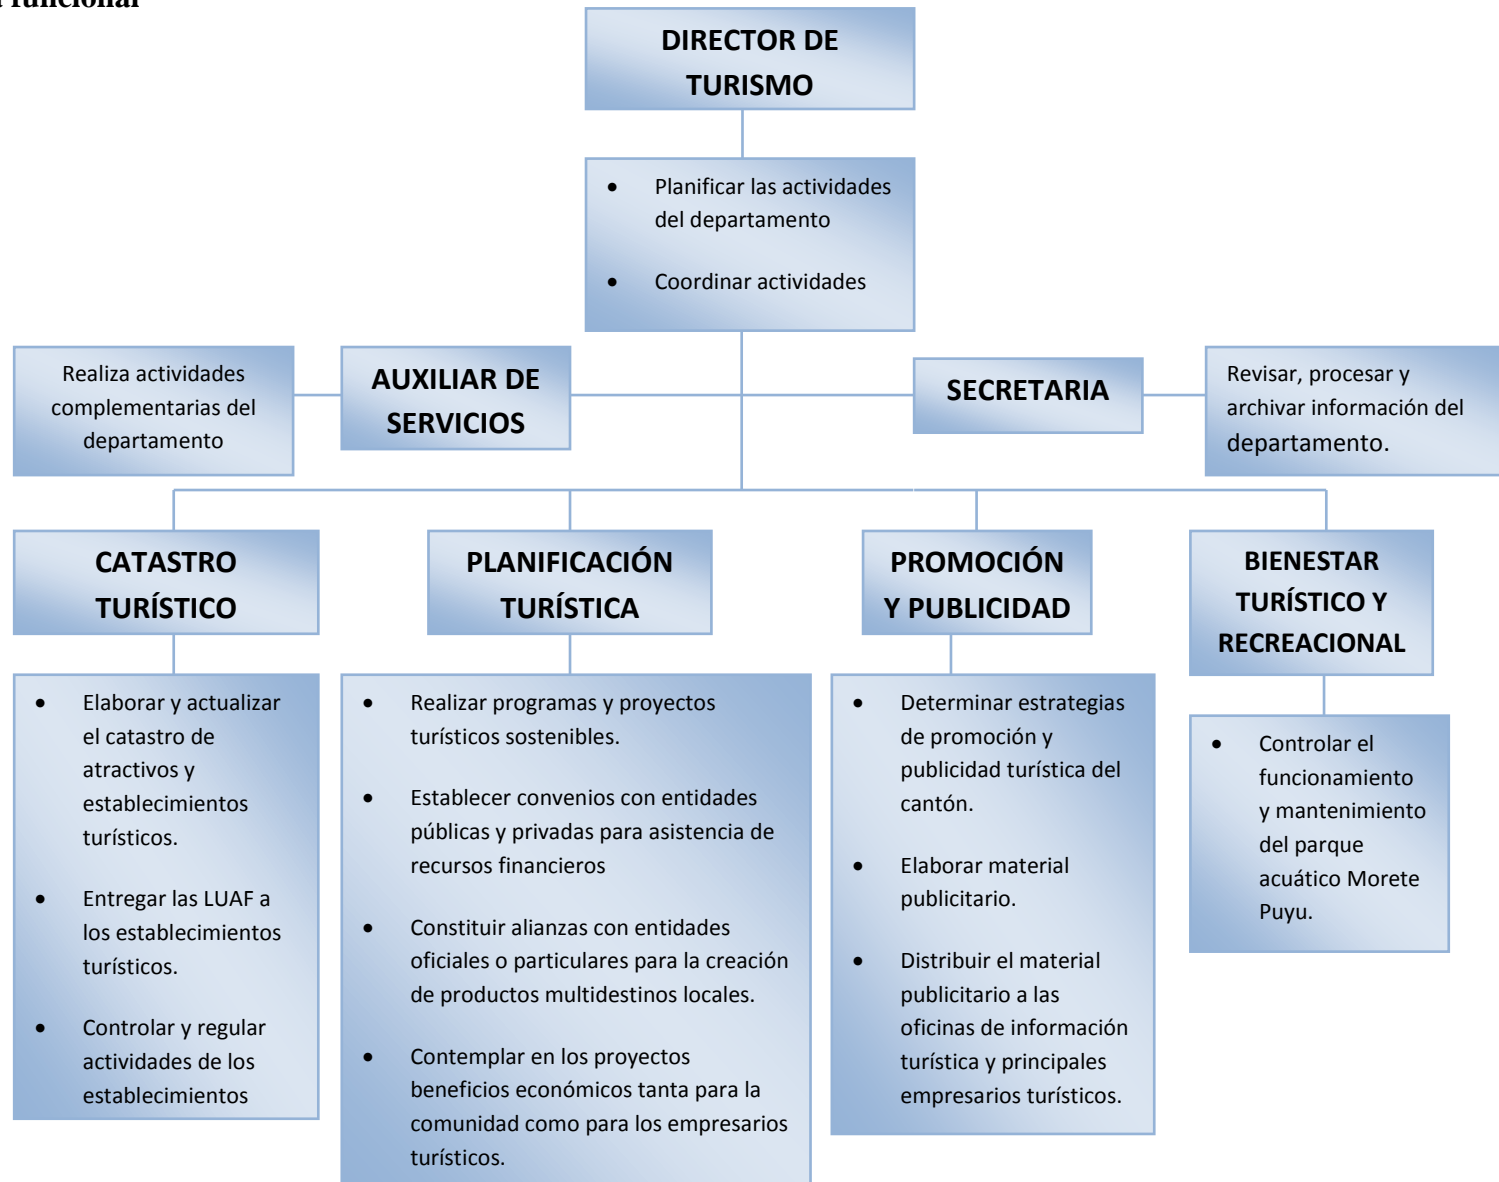 funcional
DIRECTOR DE
TURISMO
• Planificar las actividades
del departamento
• Coordinar actividades
Realiza actividades
complementarias del
departamento
AUXILIAR DE
SERVICIOS
SECRETARIA
Revisar, procesar y
archivar información del
departamento.
CATASTRO
TURÍSTICO
• Elaborar y actualizar
el catastro de
atractivos y
establecimientos
turísticos.
• Entregar las LUAF a
los establecimientos
turísticos.
• Controlar y regular
actividades de los
establecimientos
PLANIFICACIÓN
TURÍSTICA
• Realizar programas y proyectos
turísticos sostenibles.
• Establecer convenios con entidades
públicas y privadas para asistencia de
recursos financieros
• Constituir alianzas con entidades
oficiales o particulares para la creación
de productos multidestinos locales.
• Contemplar en los proyectos
beneficios económicos tanta para la
comunidad como para los empresarios
turísticos.
PROMOCIÓN
Y PUBLICIDAD
• Determinar estrategias
de promoción y
publicidad turística del
cantón.
• Elaborar material
publicitario.
• Distribuir el material
publicitario a las
oficinas de información
turística y principales
empresarios turísticos.
BIENESTAR
TURÍSTICO Y
RECREACIONAL
• Controlar el
funcionamiento
y mantenimiento
del parque
acuático Morete
Puyu.